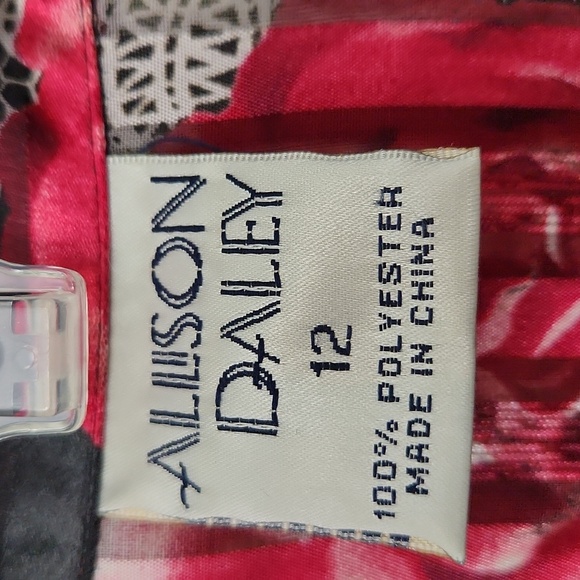 ALLISON
DALEY
12
100% POLYESTER
MADE IN CHINA